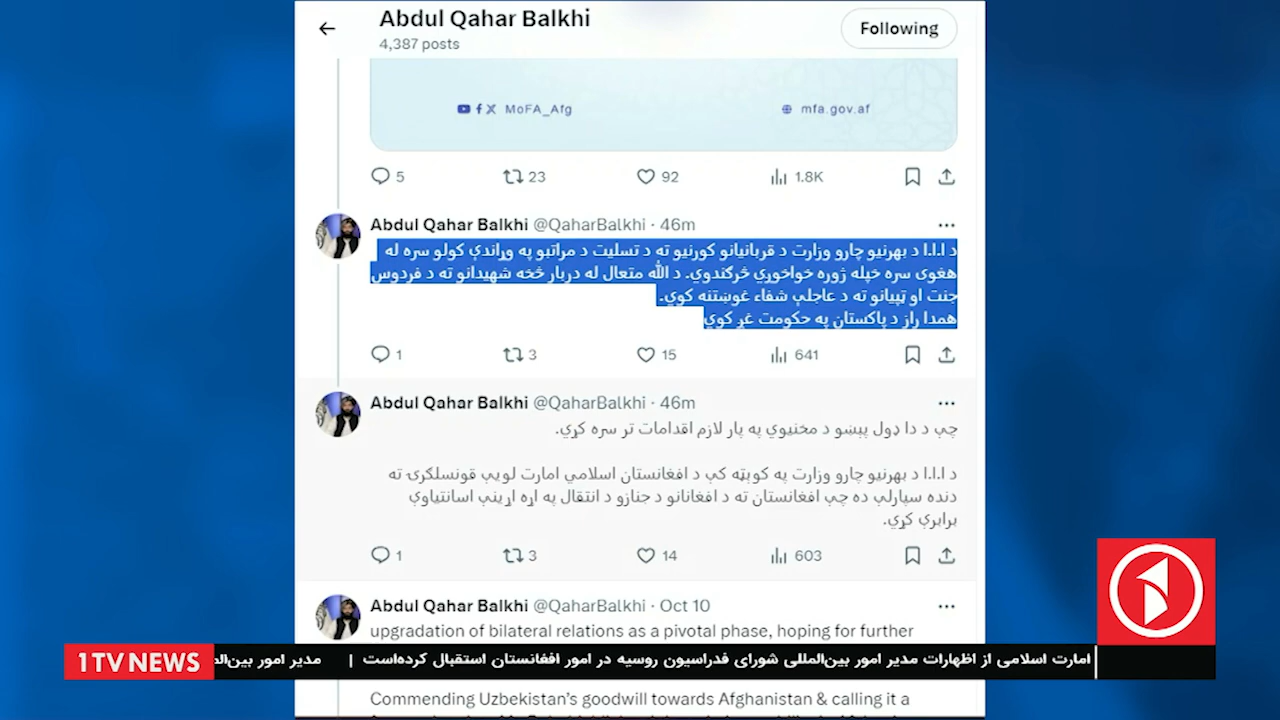 Abdul Qahar Balkhi
4,387 posts
Following
MoFA_Afg
mfa.gov.af
5 23 92 1.8K
Abdul Qahar Balkhi @QaharBalkhi · 46m
د ا.ا.ا د بهرنیو چارو وزارت د قربانیانو کورنیو ته د تسلیت د مراتبو په وړاندې کولو سره له
هغوی سره خپله ژوره خواخوږي څرګندوي. د الله متعال له دربار څخه شهیدانو ته د فردوس
جنت او ټپیانو ته د عاجلې شفاء غوښتنه کوي.
همدا راز د پاکستان په حکومت غږ کوي
1 3 15 641
Abdul Qahar Balkhi @QaharBalkhi · 46m
چې د دا ډول پېښو د مخنیوي په پار لازم اقدامات تر سره کړي.
د ا.ا.ا د بهرنیو چارو وزارت په کوېټه کې د افغانستان اسلامي امارت لویې قونسلګرۍ ته
دنده سپارلې ده چې افغانستان ته د افغانانو د جنازو د انتقال په اړه اړینې اسانتیاوې
برابرې کړي.
1 3 14 603
Abdul Qahar Balkhi @QaharBalkhi · Oct 10
upgradation of bilateral relations as a pivotal phase, hoping for further
1TV NEWS
امارت اسلامی از اظهارات مدیر امور بین‌المللی شورای فدراسیون روسیه در امور افغانستان استقبال کرده‌است | مدیر امور بین‌الم
Commending Uzbekistan's goodwill towards Afghanistan & calling it a